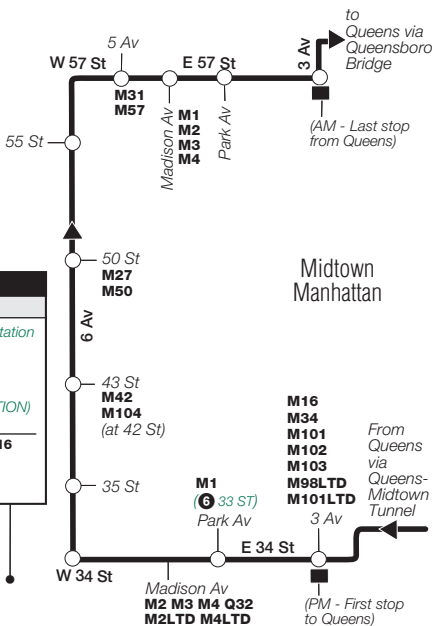 to
Queens via
Queensboro
Bridge
5 Av
W 57 St
E 57 St
3 Av
M31
M57
Madison Av
M1
M2
M3
M4
Park Av
(AM - Last stop
from Queens)
55 St
50 St
M27
M50
Midtown
Manhattan
6 Av
43 St
M42
M104
(at 42 St)
M16
M34
M101
M102
M103
M98LTD
M101LTD
3 Av
From
Queens
via
Queens-
Midtown
Tunnel
35 St
M1
(6 33 ST)
Park Av
E 34 St
W 34 St
Madison Av
M2 M3 M4 Q32
M2LTD M4LTD
(PM - First stop
to Queens)